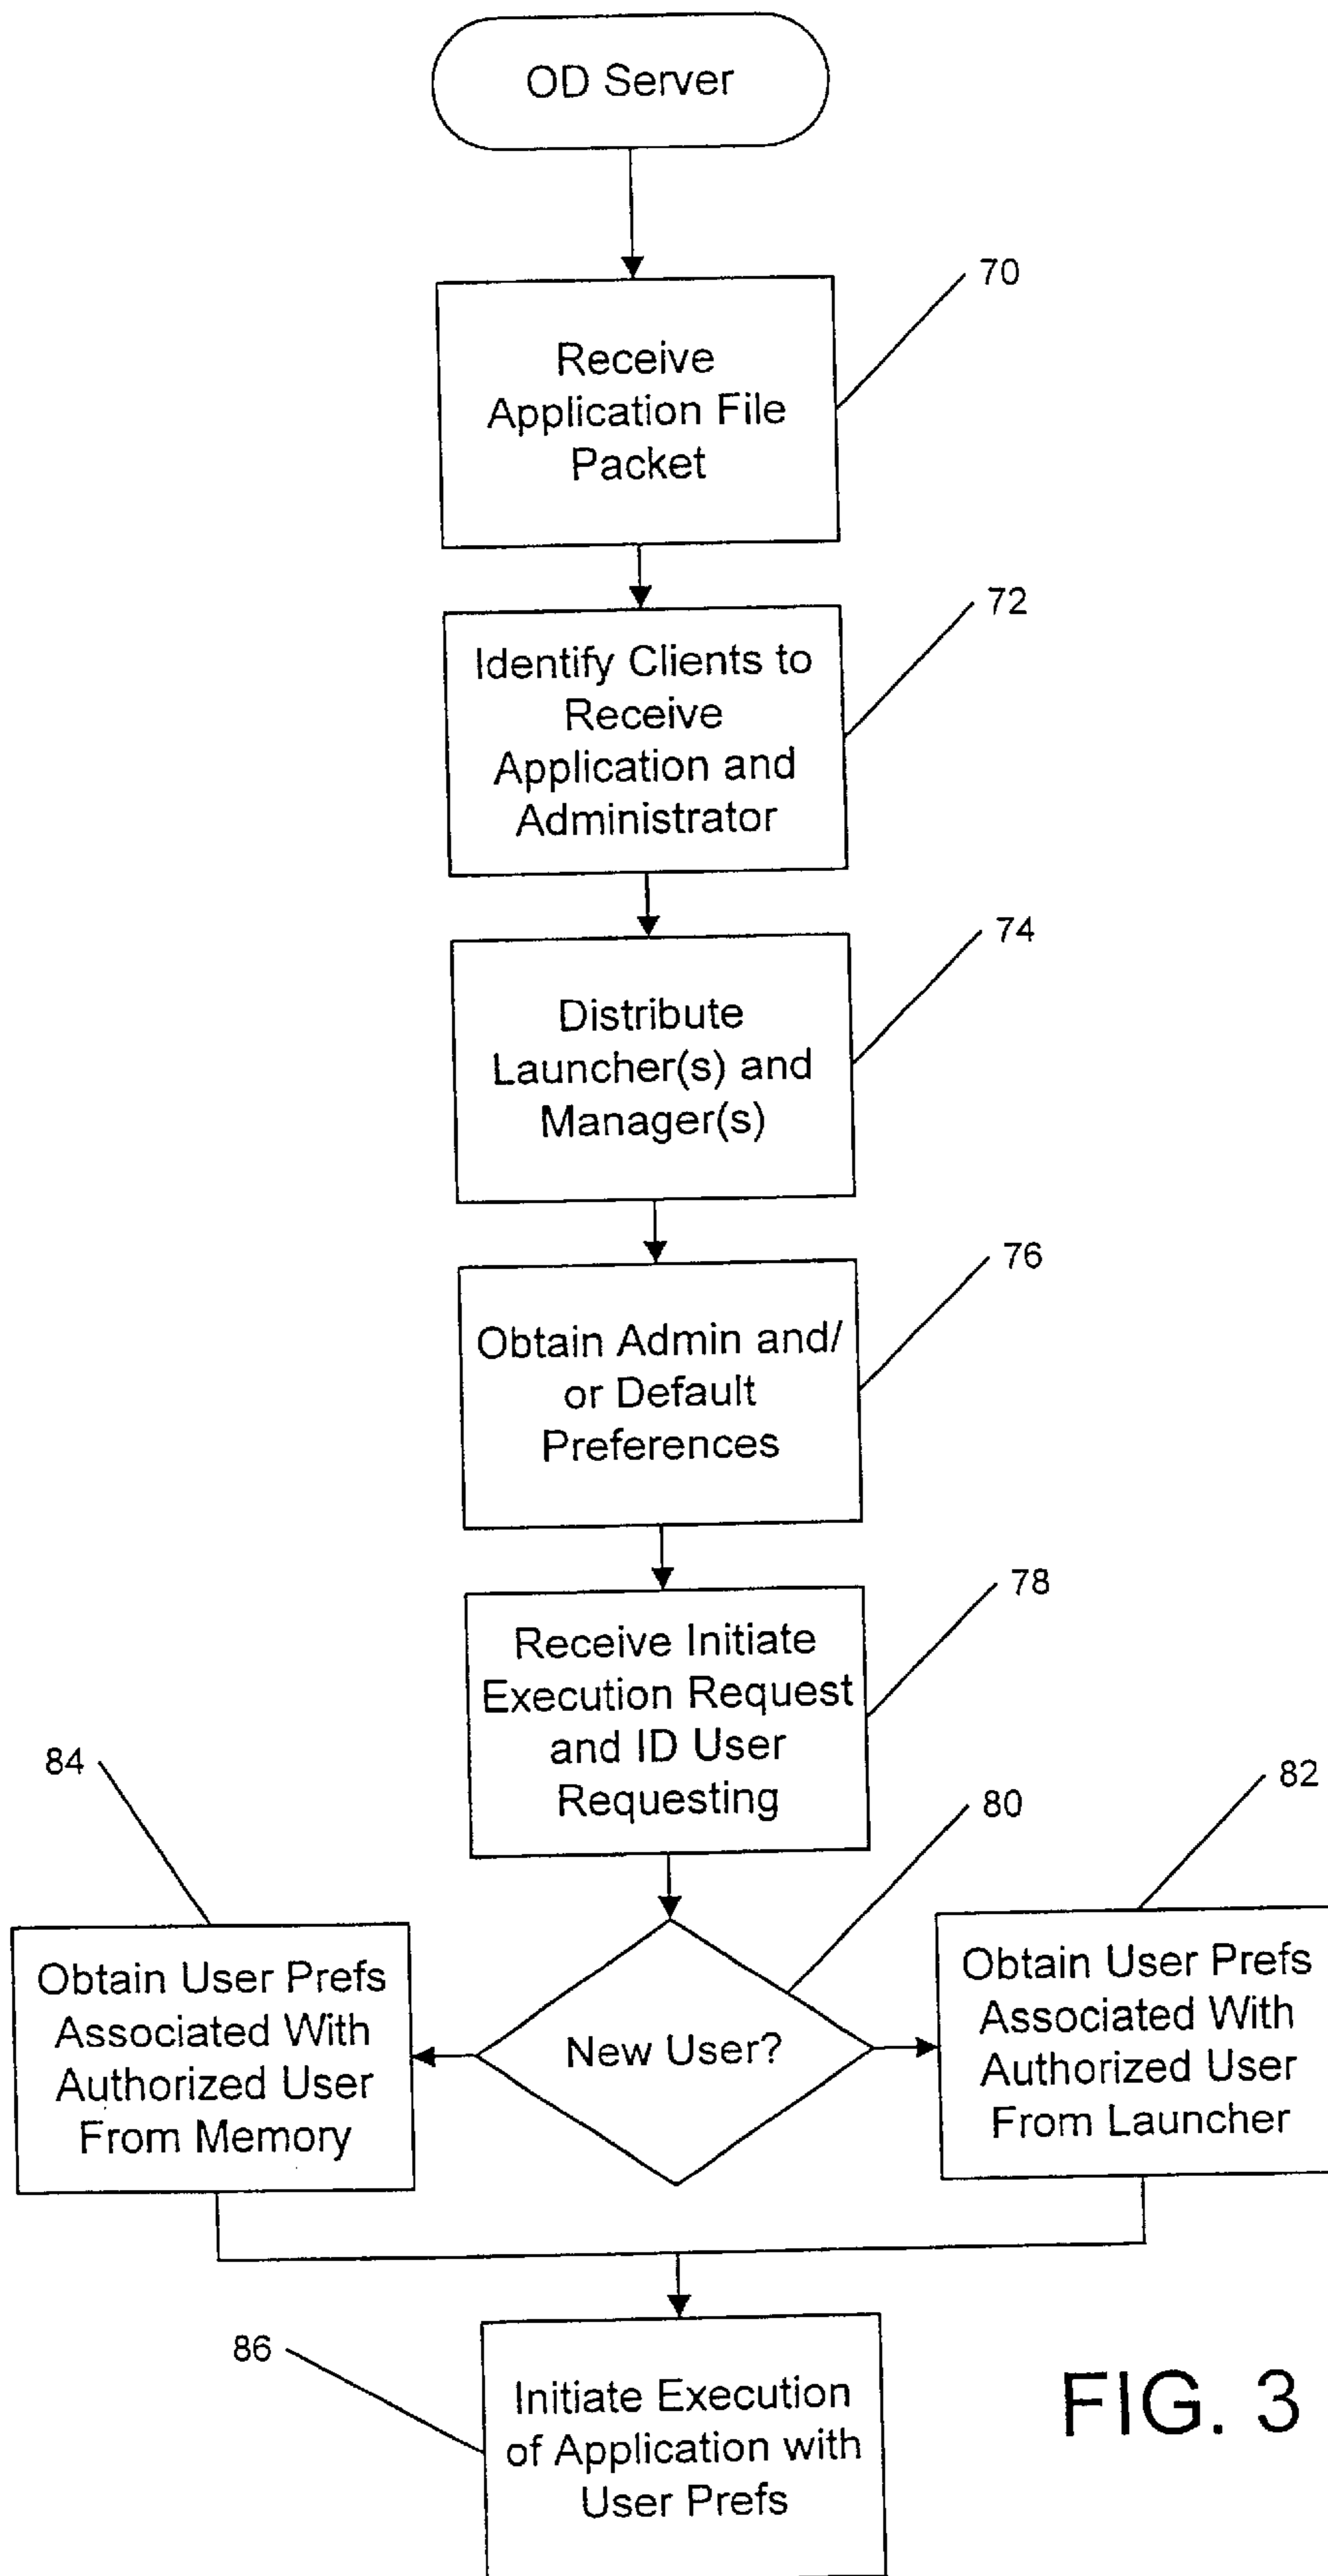 OD Server
70
Receive
Application File
Packet
72
Identify Clients to
Receive
Application and
Administrator
74
Distribute
Launcher(s) and
Manager(s)
76
Obtain Admin and/
or Default
Preferences
78
Receive Initiate
Execution Request
and ID User
Requesting
84
80
82
Obtain User Prefs
Associated With
Authorized User
From Memory
New User?
Obtain User Prefs
Associated With
Authorized User
From Launcher
86
Initiate Execution
of Application with
User Prefs
FIG. 3